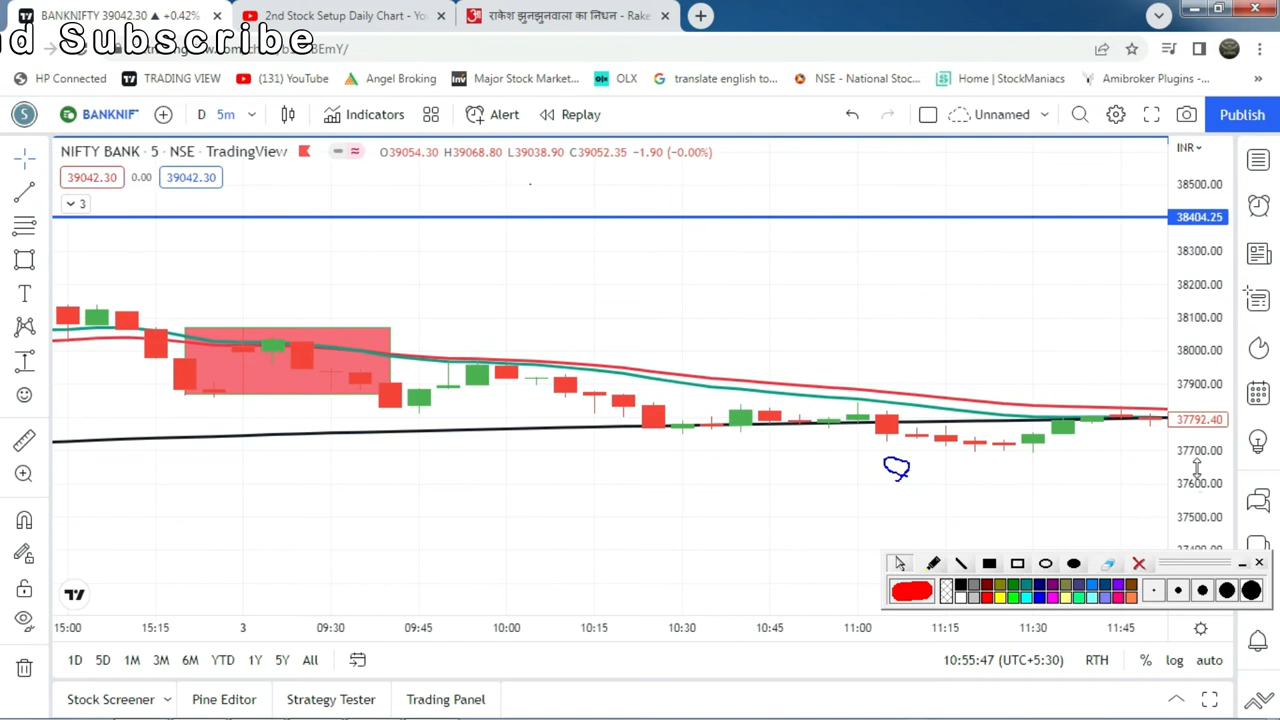 BANKNIFTY 39042.30 ▲ +0.42%
2nd Stock Setup Daily Chart - You
राकेश झुनझुनवाला का निधन - Rake
nd Subscribe
8EmY/
HP Connected
TRADING VIEW
(131) YouTube
Angel Broking
Major Stock Market...
OLX
translate english to...
NSE - National Stoc...
Home | StockManiacs
Amibroker Plugins -...
»
S
BANKNIF
D
5m
Indicators
Alert
Replay
Unnamed
Publish
NIFTY BANK · 5 · NSE · TradingView
O39054.30 H39068.80 L39038.90 C39052.35 −1.90 (−0.00%)
INR
39042.30
0.00
39042.30
3
38500.00
38404.25
38300.00
38200.00
38100.00
38000.00
37900.00
37792.40
37700.00
37600.00
37500.00
37400.00
15:00
15:15
3
09:30
09:45
10:00
10:15
10:30
10:45
11:00
11:15
11:30
11:45
1D
5D
1M
3M
6M
YTD
1Y
5Y
All
10:55:47 (UTC+5:30)
RTH
%
log
auto
Stock Screener
Pine Editor
Strategy Tester
Trading Panel